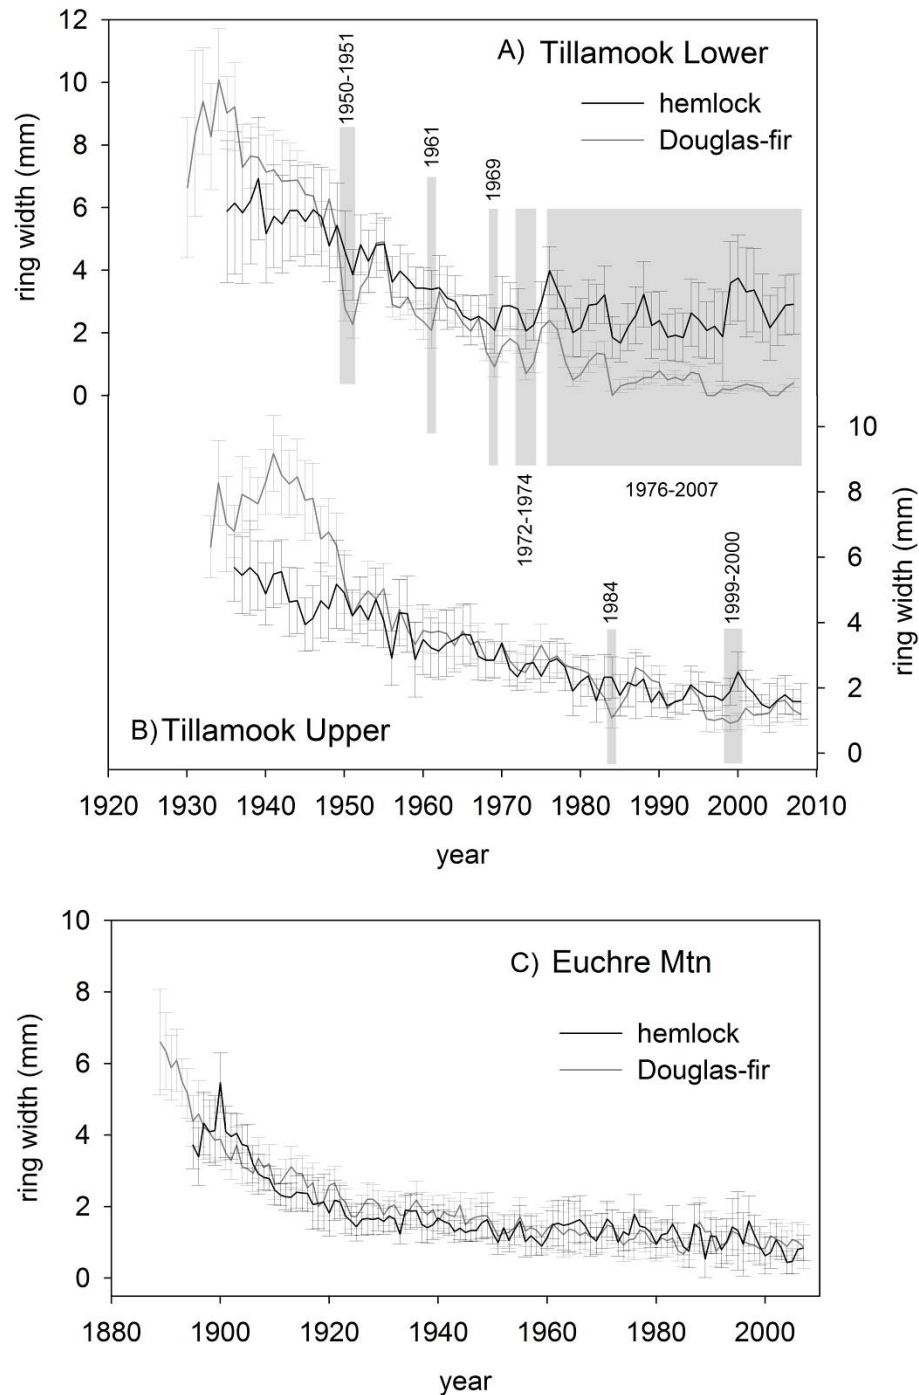 A) Tillamook Lower
hemlock
Douglas-fir
ring width (mm)
12
10
8
6
4
2
0
1950-1951
1961
1969
1972-1974
1976-2007
10
8
6
4
2
0
ring width (mm)
1984
1999-2000
B) Tillamook Upper
1920 1930 1940 1950 1960 1970 1980 1990 2000 2010
year
C) Euchre Mtn
hemlock
Douglas-fir
ring width (mm)
10
8
6
4
2
0
1880 1900 1920 1940 1960 1980 2000
year